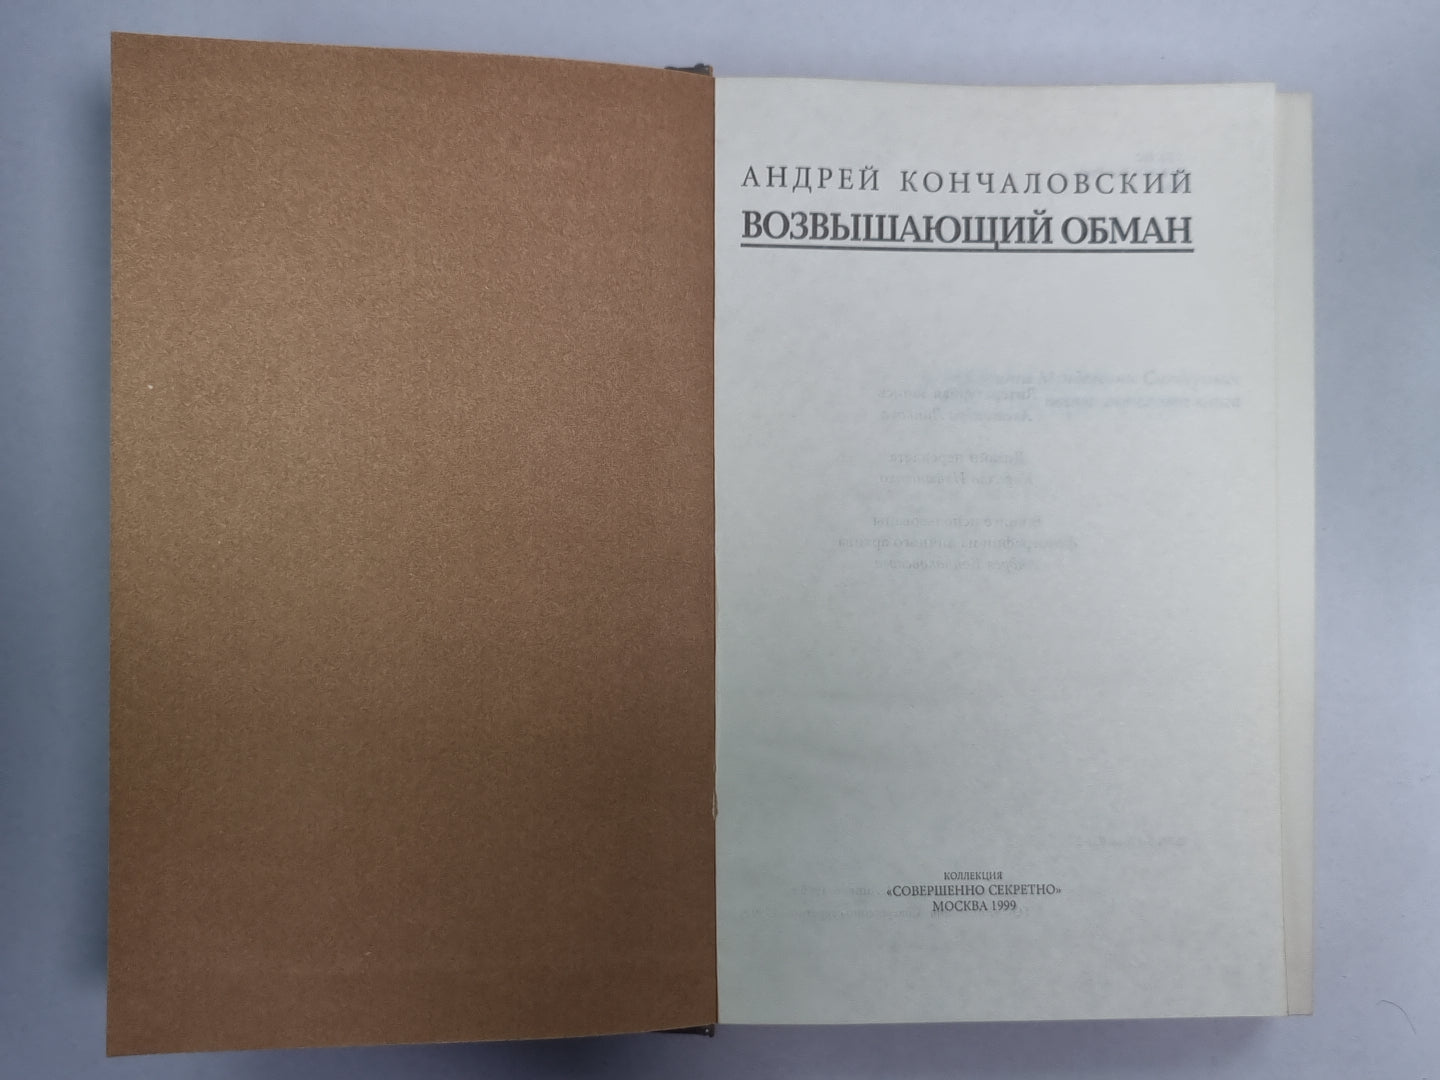 АНДРЕЙ КОНЧАЛОВСКИЙ
ВОЗВЫШАЮЩИЙ ОБМАН
КОЛЛЕКЦИЯ
«СОВЕРШЕННО СЕКРЕТНО»
МОСКВА 1999